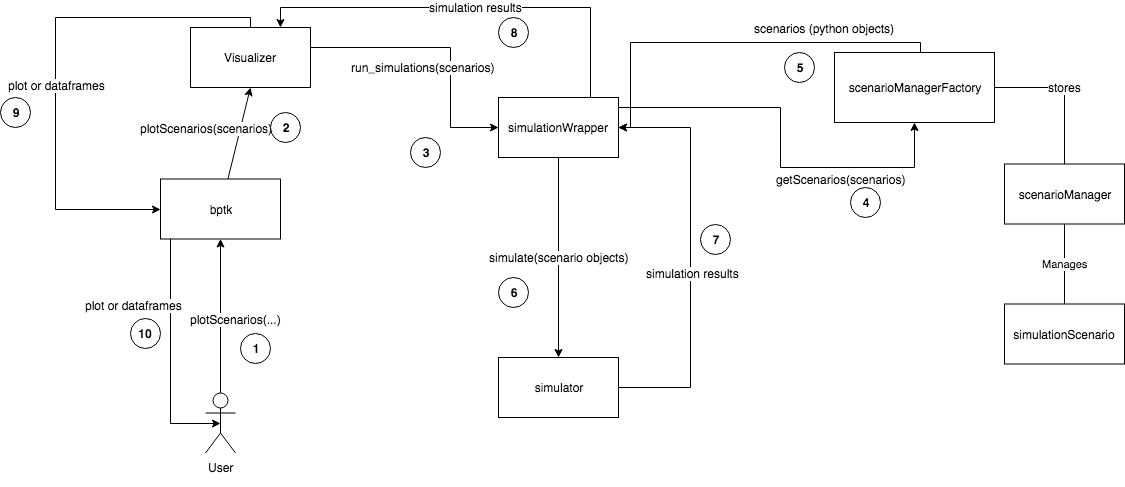 simulation results
8
scenarios (python objects)
5
Visualizer
plot or dataframes
9
run_simulations(scenarios)
scenarioManagerFactory
stores
plotScenarios(scenarios)
2
3
simulationWrapper
getScenarios(scenarios)
4
scenarioManager
bptk
7
simulate(scenario objects)
6
simulation results
Manages
plot or dataframes
10
plotScenarios(...)
1
simulationScenario
simulator
User